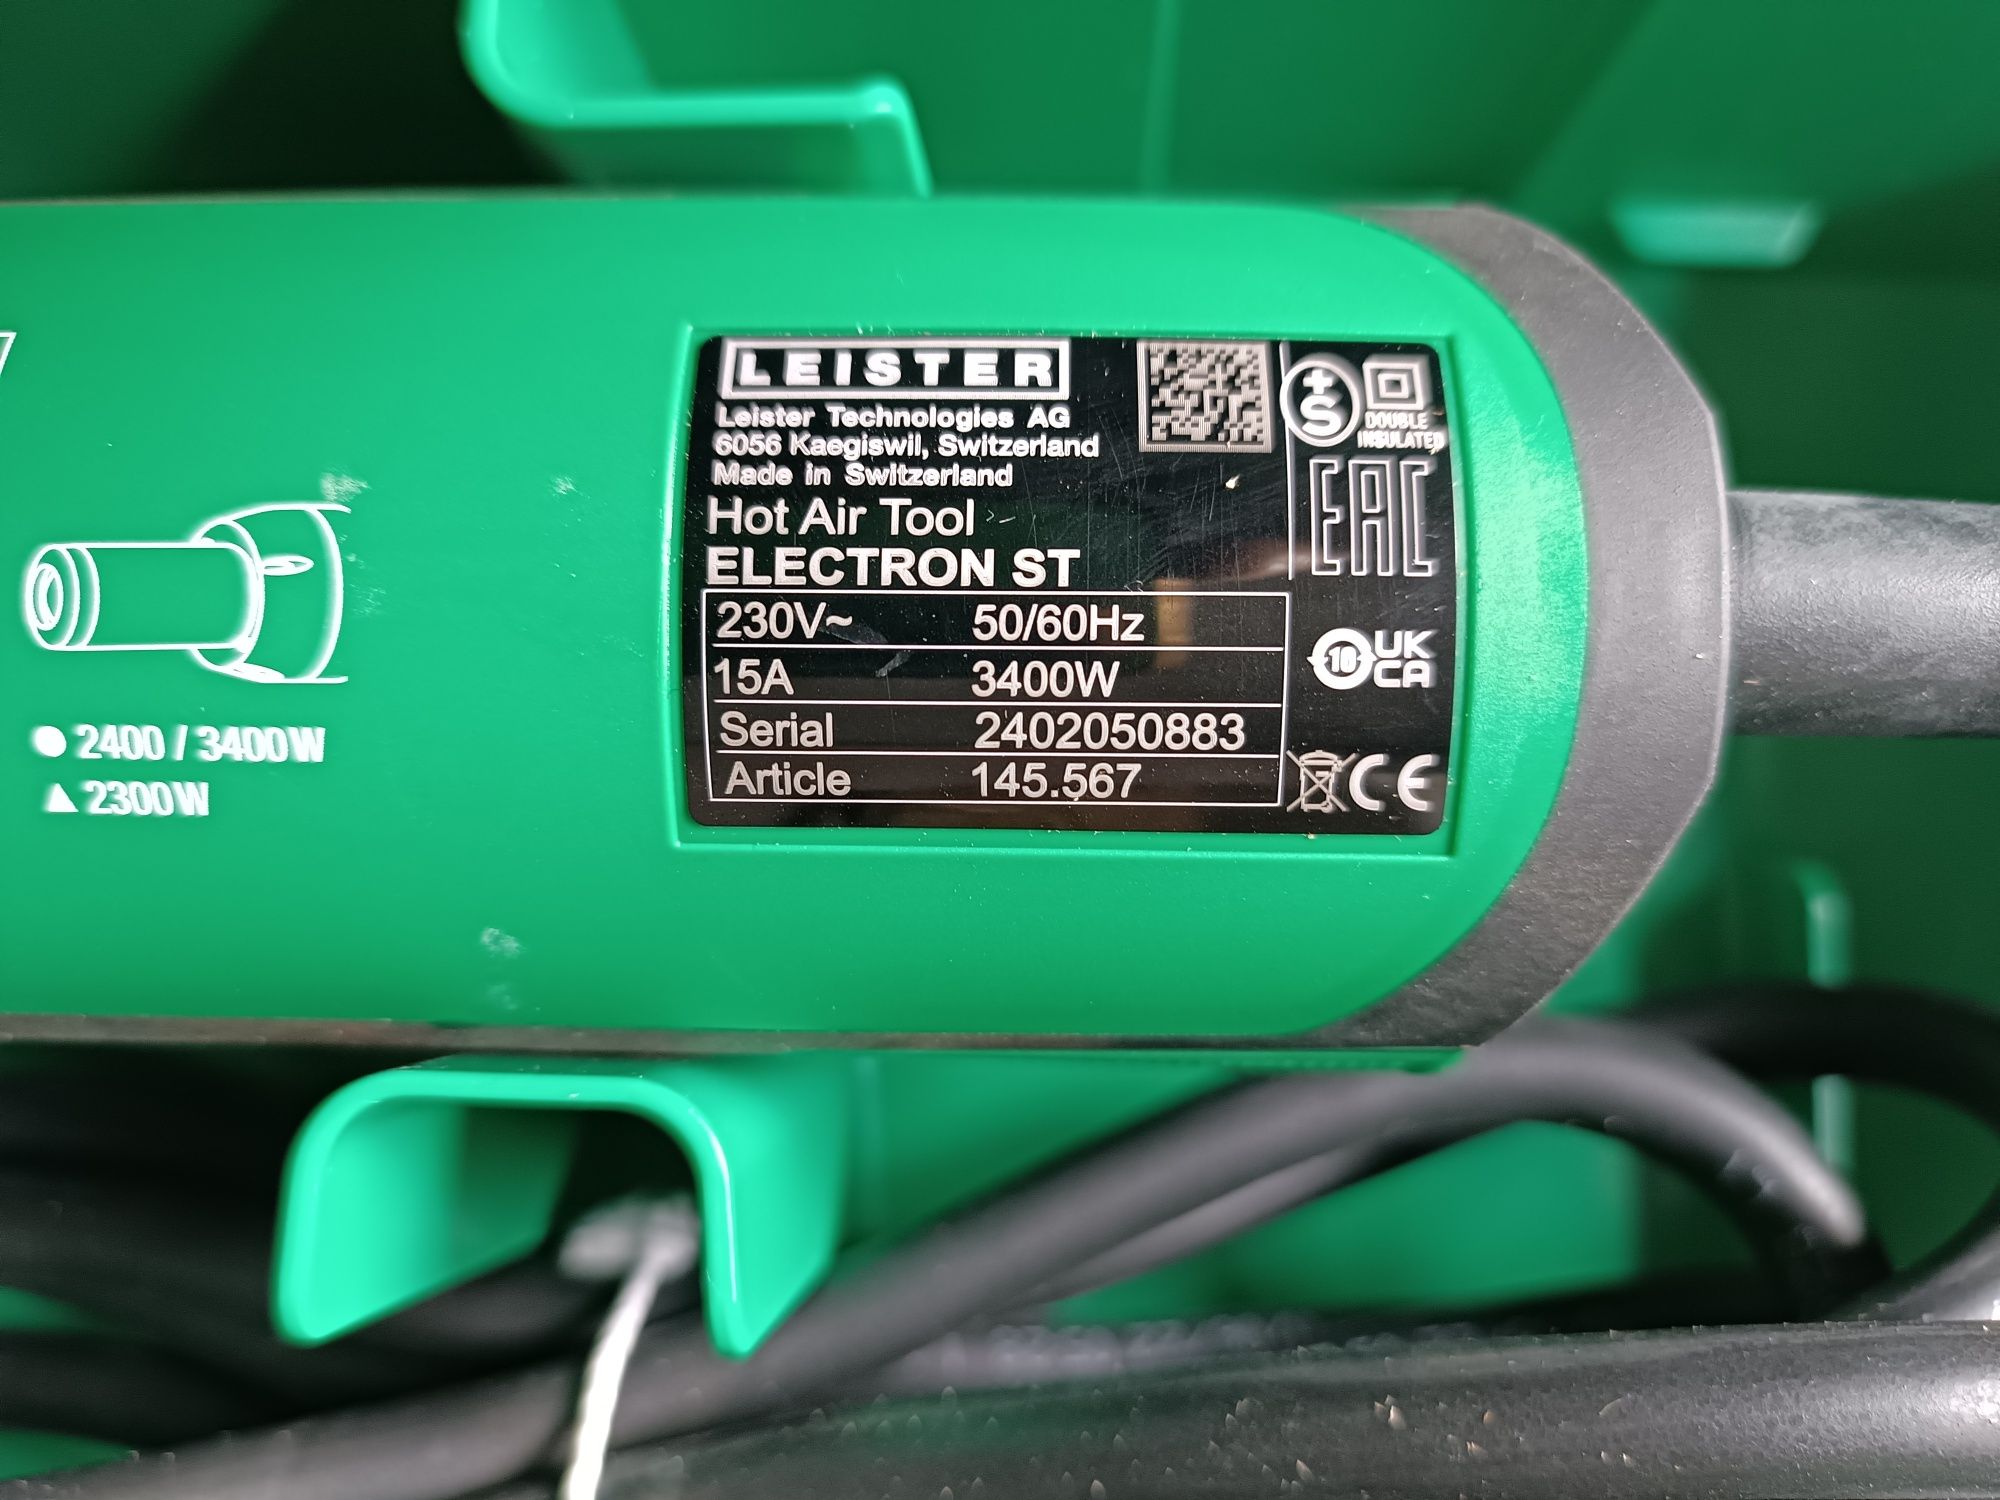 LEISTER
Leister Technologies AG
6056 Kaegiswil, Switzerland
Made in Switzerland
Hot Air Tool
ELECTRON ST
230V~ 50/60Hz
15A 3400W
Serial 2402050883
Article 145.567
+S
DOUBLE
INSULATED
EAC
10
UK
CA
CE
● 2400 / 3400W
▲ 2300W